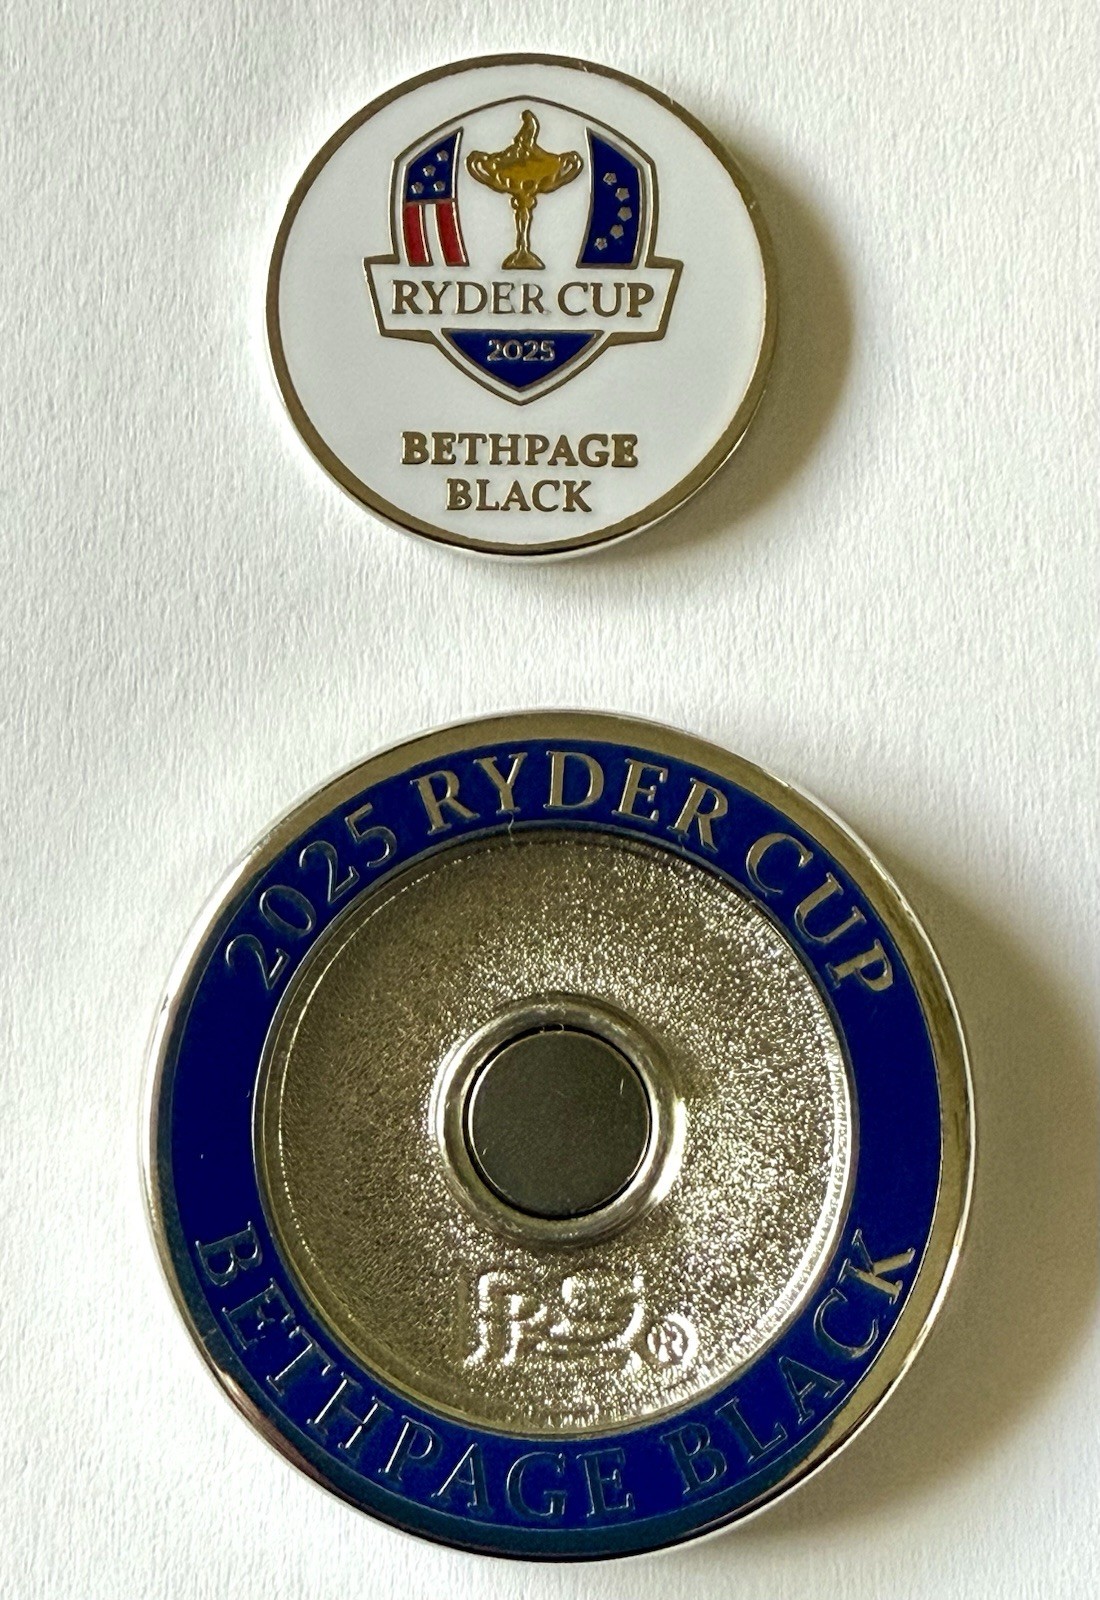 RYDER CUP
2025
BETHPAGE
BLACK
2025 RYDER CUP
®
BETHPAGE BLACK